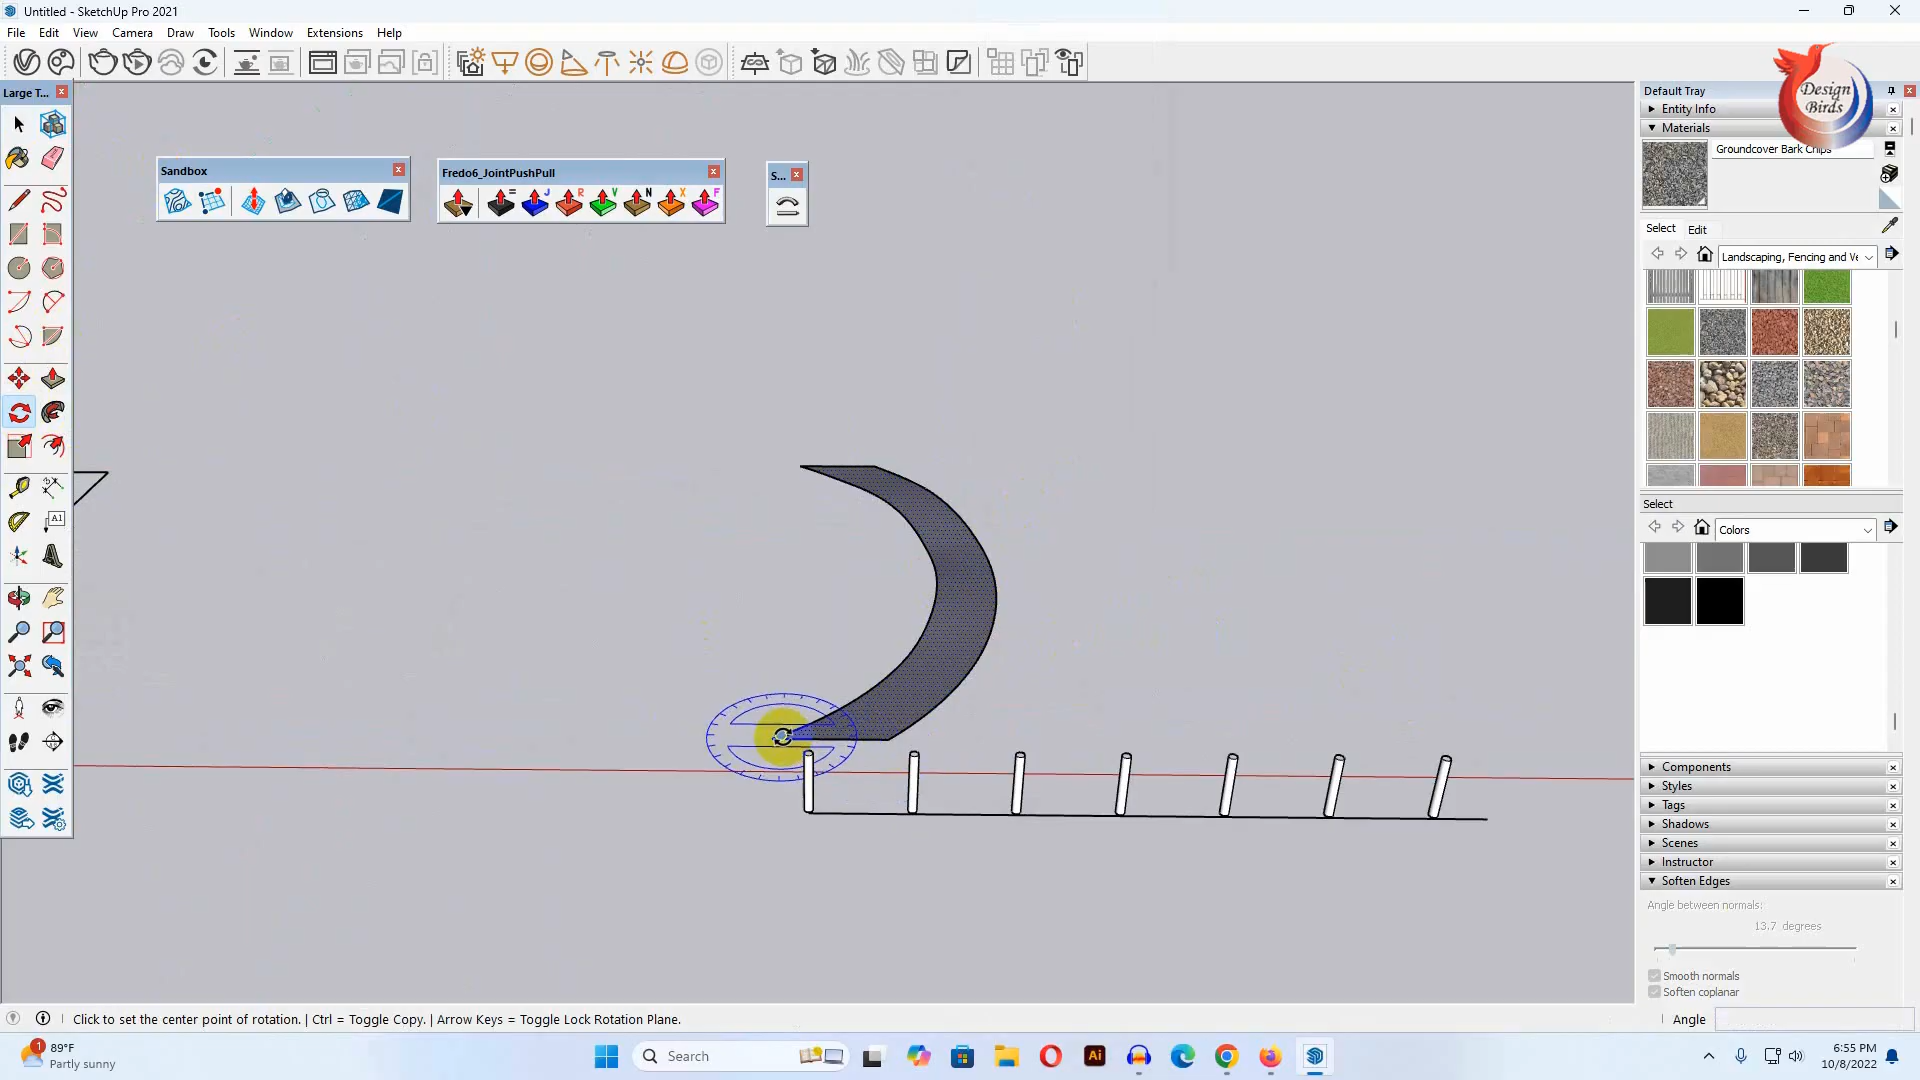 Untitled - SketchUp Pro 2021
File Edit View Camera Draw Tools Window Extensions Help
Large T...
Sandbox
Fredo6_JointPushPull
S...
= J R V N X F
A1
Default Tray
Design
Birds
Entity Info
Materials
Groundcover Bark Chips
Select Edit
Landscaping, Fencing and Ve
Select
Colors
Components
Styles
Tags
Shadows
Scenes
Instructor
Soften Edges
Angle between normals:
13.7 degrees
Smooth normals
Soften coplanar
Click to set the center point of rotation. | Ctrl = Toggle Copy. | Arrow Keys = Toggle Lock Rotation Plane.
Angle
1
89°F
Partly sunny
Search
Ai
6:55 PM
10/8/2022